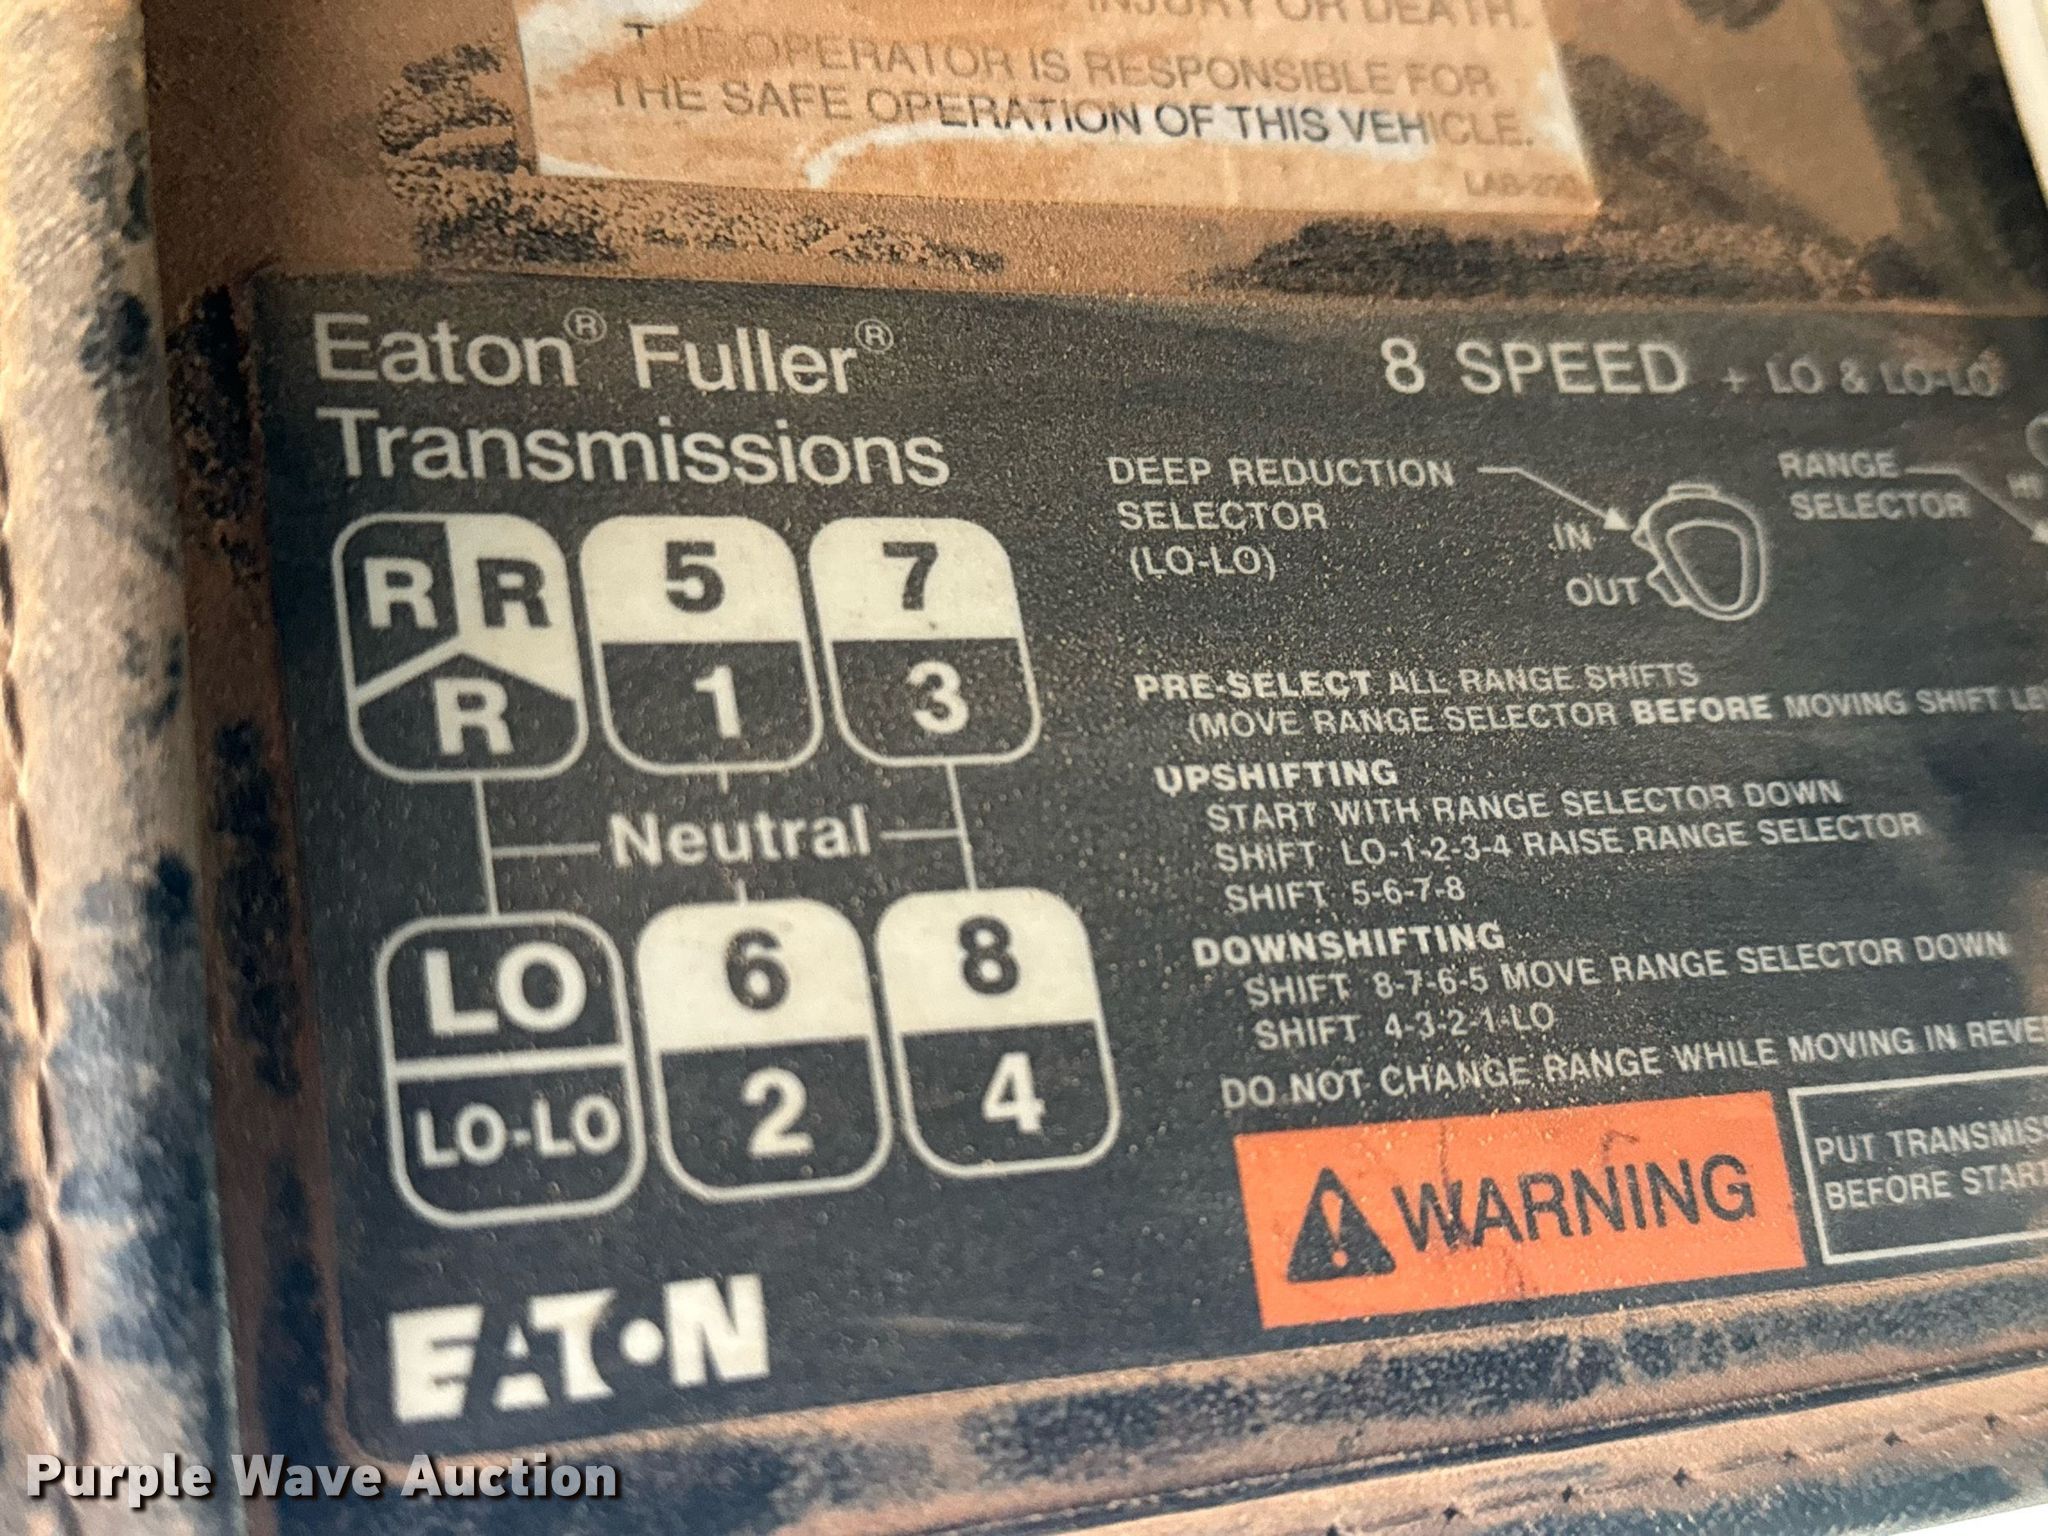 INJURY OR DEATH.
THE OPERATOR IS RESPONSIBLE FOR
THE SAFE OPERATION OF THIS VEHICLE.
Eaton® Fuller®
Transmissions
8 SPEED + LO & LO-LO
DEEP REDUCTION
SELECTOR
(LO-LO)
IN
OUT
RANGE
SELECTOR
HI
R R
R
5
1
7
3
Neutral
LO
LO-LO
6
2
8
4
PRE-SELECT ALL RANGE SHIFTS
(MOVE RANGE SELECTOR BEFORE MOVING SHIFT LE
UPSHIFTING
START WITH RANGE SELECTOR DOWN
SHIFT LO-1-2-3-4 RAISE RANGE SELECTOR
SHIFT 5-6-7-8
DOWNSHIFTING
SHIFT 8-7-6-5 MOVE RANGE SELECTOR DOWN
SHIFT 4-3-2-1-LO
DO NOT CHANGE RANGE WHILE MOVING IN REVE
WARNING
PUT TRANSMIS
BEFORE START
EATON
Purple Wave Auction